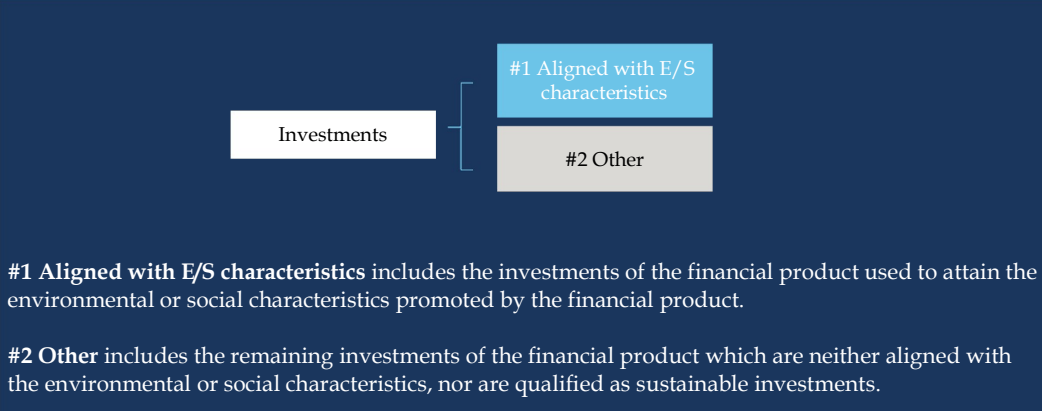 #1 Aligned with E/S
characteristics
Investments
#2 Other
#1 Aligned with E/S characteristics includes the investments of the financial product used to attain the
environmental or social characteristics promoted by the financial product.
#2 Other includes the remaining investments of the financial product which are neither aligned with
the environmental or social characteristics, nor are qualified as sustainable investments.